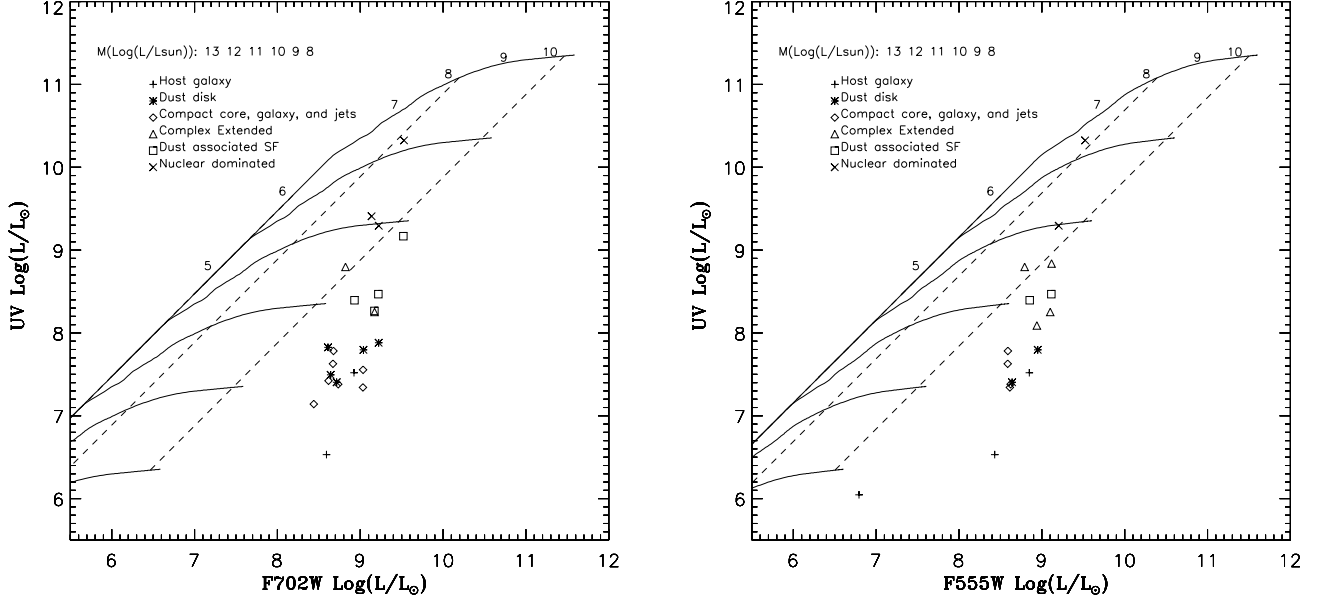 M(Log(L/Lsun)): 13 12 11 10 9 8
Host galaxy
Dust disk
Compact core, galaxy, and jets
Complex Extended
Dust associated SF
Nuclear dominated
5
6
7
8
9
10
12
11
10
9
8
7
6
UV Log(L/L⊙)
6 7 8 9 10 11 12
F702W Log(L/L⊙)
M(Log(L/Lsun)): 13 12 11 10 9 8
Host galaxy
Dust disk
Compact core, galaxy, and jets
Complex Extended
Dust associated SF
Nuclear dominated
5
6
7
8
9
10
12
11
10
9
8
7
6
UV Log(L/L⊙)
6 7 8 9 10 11 12
F555W Log(L/L⊙)